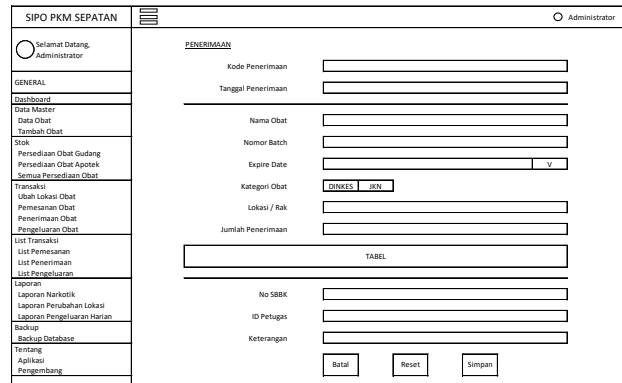 SIPO PKM SEPATAN
Administrator
Selamat Datang,
Administrator
GENERAL
Dashboard
Data Master
Data Obat
Tambah Obat
Stok
Persediaan Obat Gudang
Persediaan Obat Apotek
Semua Persediaan Obat
Transaksi
Ubah Lokasi Obat
Pemesanan Obat
Penerimaan Obat
Pengeluaran Obat
List Transaksi
List Pemesanan
List Penerimaan
List Pengeluaran
Laporan
Laporan Narkotik
Laporan Perubahan Lokasi
Laporan Pengeluaran Harian
Backup
Backup Database
Tentang
Aplikasi
Pengembang
PENERIMAAN
Kode Penerimaan
Tanggal Penerimaan
Nama Obat
Nomor Batch
Expire Date V
Kategori Obat DINKES JKN
Lokasi / Rak
Jumlah Penerimaan
TABEL
No SBBK
ID Petugas
Keterangan
Batal Reset Simpan